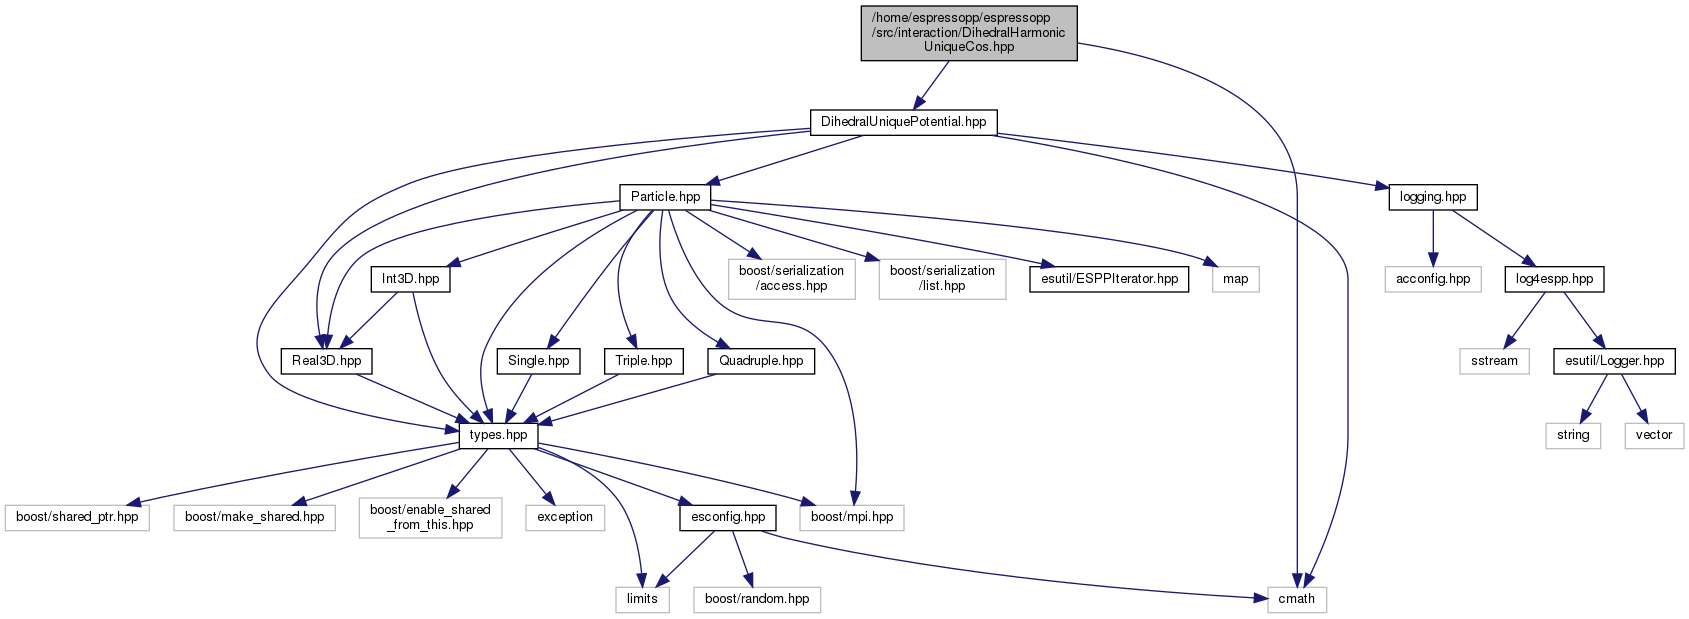 /home/espressopp/espressopp
/src/interaction/DihedralHarmonic
UniqueCos.hpp
DihedralUniquePotential.hpp
Particle.hpp
logging.hpp
Int3D.hpp
boost/serialization
/access.hpp
boost/serialization
/list.hpp
esutil/ESPPIterator.hpp
map
acconfig.hpp
log4espp.hpp
Real3D.hpp
Single.hpp
Triple.hpp
Quadruple.hpp
sstream
esutil/Logger.hpp
types.hpp
string
vector
boost/shared_ptr.hpp
boost/make_shared.hpp
boost/enable_shared
_from_this.hpp
exception
esconfig.hpp
boost/mpi.hpp
limits
boost/random.hpp
cmath